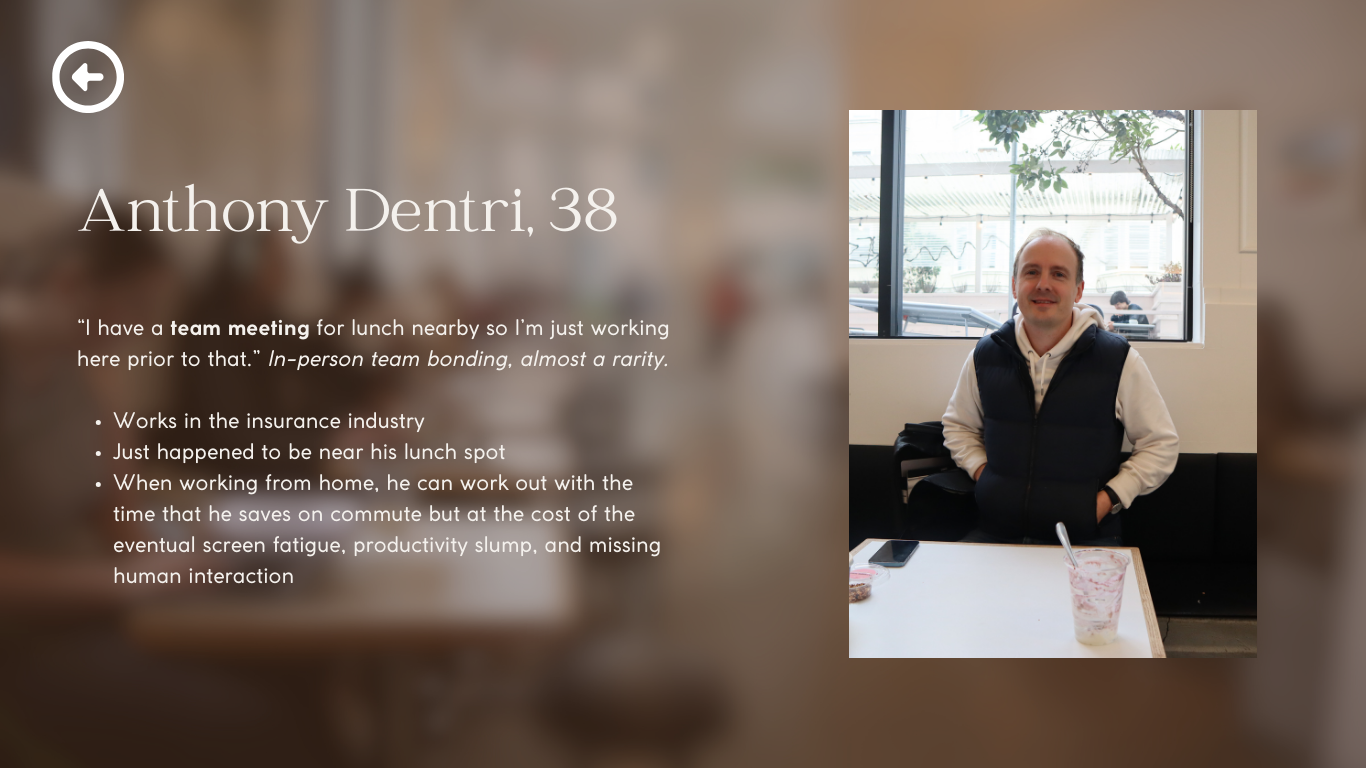 Anthony Dentri, 38
“I have a team meeting for lunch nearby so I’m just working
here prior to that.” In-person team bonding, almost a rarity.
• Works in the insurance industry
• Just happened to be near his lunch spot
• When working from home, he can work out with the
time that he saves on commute but at the cost of the
eventual screen fatigue, productivity slump, and missing
human interaction